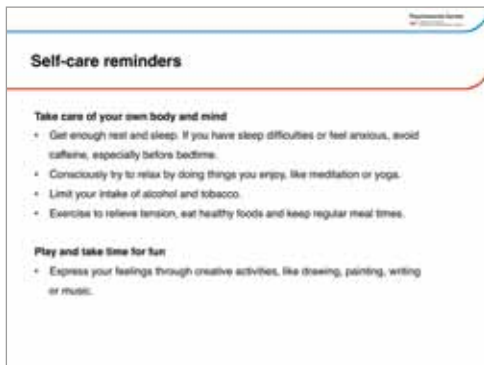 Self-care reminders
Take care of your own body and mind
• Get enough rest and sleep. If you have sleep difficulties or feel anxious, avoid
caffeine, especially before bedtime.
• Consciously try to relax by doing things you enjoy, like meditation or yoga.
• Limit your intake of alcohol and tobacco.
• Exercise to relieve tension, eat healthy foods and keep regular meal times.
Play and take time for fun
• Express your feelings through creative activities, like drawing, painting, writing
or music.